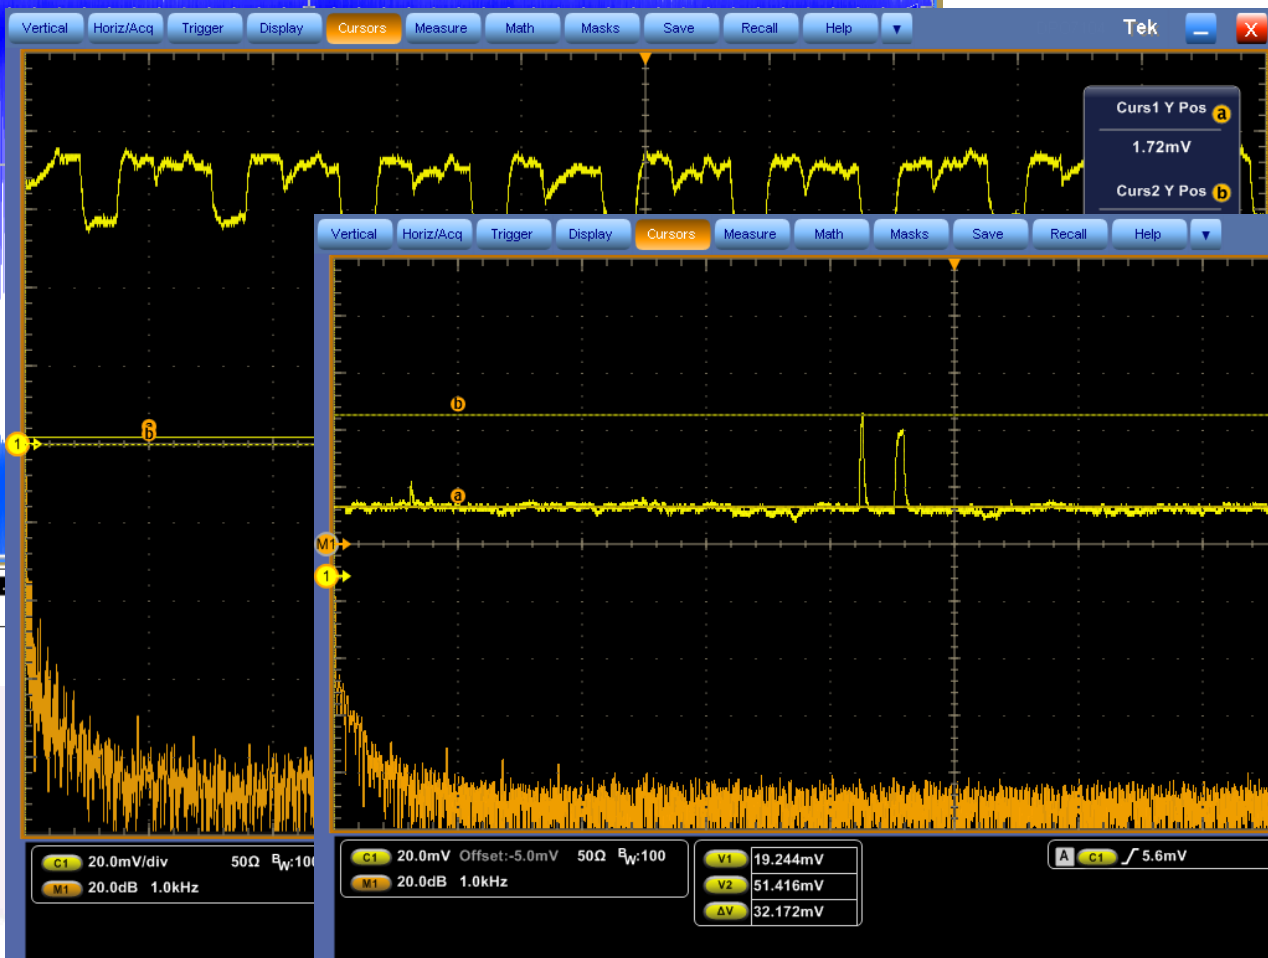 Vertical Horiz/Acq Trigger Display Cursors Measure Math Masks Save Recall Help ▼ Tek X
Curs1 Y Pos a
1.72mV
Curs2 Y Pos b
Vertical Horiz/Acq Trigger Display Cursors Measure Math Masks Save Recall Help ▼
b
b
1
a
M1
1
C1 20.0mV/div 50Ω BW:100
M1 20.0dB 1.0kHz
C1 20.0mV Offset:-5.0mV 50Ω BW:100
M1 20.0dB 1.0kHz
V1 19.244mV
V2 51.416mV
ΔV 32.172mV
A C1 5.6mV